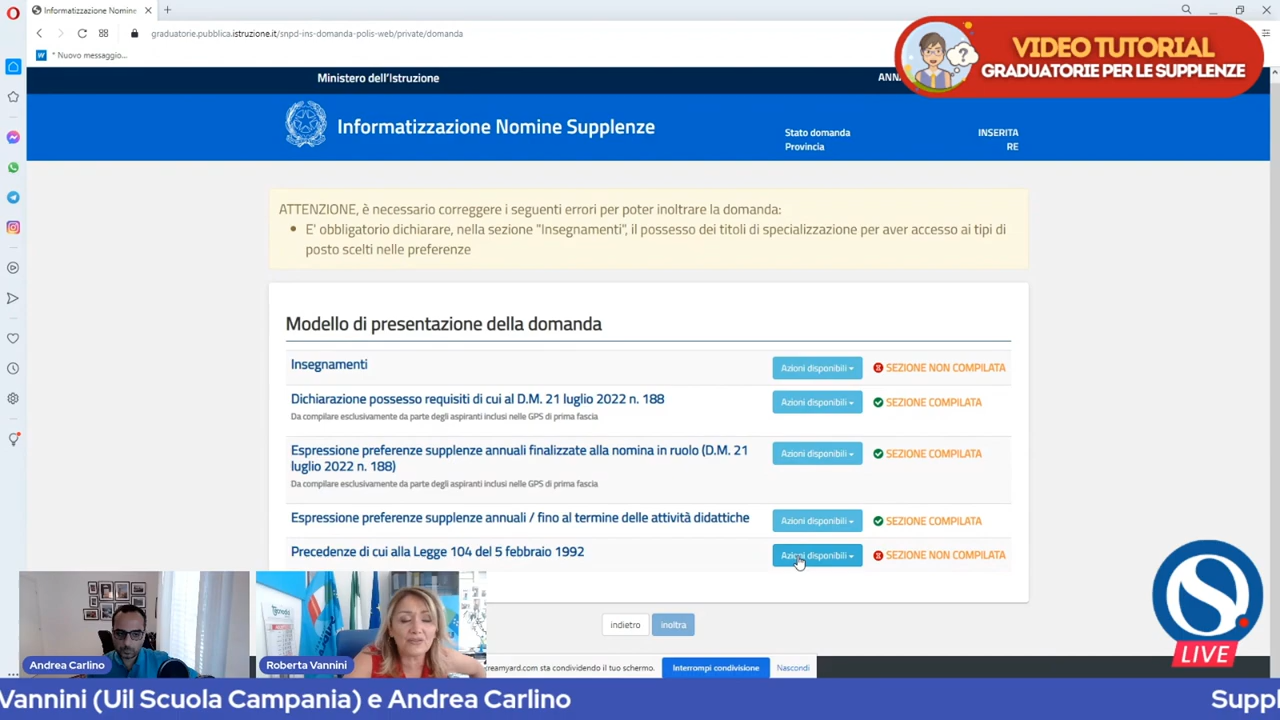 Informatizzazione Nomine
graduatorie.pubblica.istruzione.it/snpd-ins-domanda-polis-web/private/domanda
* Nuovo messaggio...
VIDEO TUTORIAL
GRADUATORIE PER LE SUPPLENZE
Ministero dell'Istruzione
ANNA
Informatizzazione Nomine Supplenze
Stato domanda
INSERITA
Provincia
RE
ATTENZIONE, è necessario correggere i seguenti errori per poter inoltrare la domanda:
• E' obbligatorio dichiarare, nella sezione "Insegnamenti", il possesso dei titoli di specializzazione per aver accesso ai tipi di
posto scelti nelle preferenze
Modello di presentazione della domanda
Insegnamenti
Azioni disponibili
SEZIONE NON COMPILATA
Dichiarazione possesso requisiti di cui al D.M. 21 luglio 2022 n. 188
Azioni disponibili
SEZIONE COMPILATA
Da compilare esclusivamente da parte degli aspiranti inclusi nelle GPS di prima fascia
Espressione preferenze supplenze annuali finalizzate alla nomina in ruolo (D.M. 21
luglio 2022 n. 188)
Azioni disponibili
SEZIONE COMPILATA
Da compilare esclusivamente da parte degli aspiranti inclusi nelle GPS di prima fascia
Espressione preferenze supplenze annuali / fino al termine delle attività didattiche
Azioni disponibili
SEZIONE COMPILATA
Precedenze di cui alla Legge 104 del 5 febbraio 1992
Azioni disponibili
SEZIONE NON COMPILATA
indietro
inoltra
Andrea Carlino
Roberta Vannini
reamyard.com sta condividendo il tuo schermo.
Interrompi condivisione
Nascondi
S
LIVE
Vannini (Uil Scuola Campania) e Andrea Carlino
Suppl